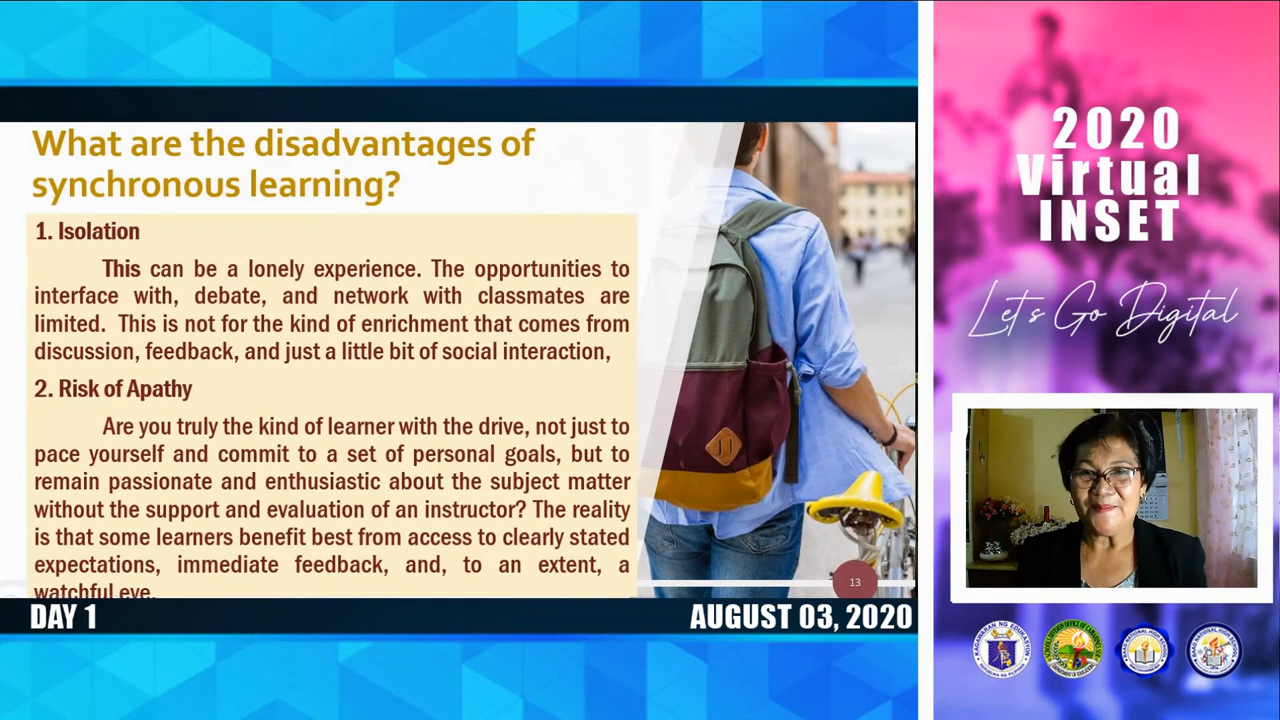 What are the disadvantages of
synchronous learning?
1. Isolation
This can be a lonely experience. The opportunities to
interface with, debate, and network with classmates are
limited. This is not for the kind of enrichment that comes from
discussion, feedback, and just a little bit of social interaction,
2. Risk of Apathy
Are you truly the kind of learner with the drive, not just to
pace yourself and commit to a set of personal goals, but to
remain passionate and enthusiastic about the subject matter
without the support and evaluation of an instructor? The reality
is that some learners benefit best from access to clearly stated
expectations, immediate feedback, and, to an extent, a
watchful eye.
13
DAY 1
AUGUST 03, 2020
2020
Virtual
INSET
Let's Go Digital
KAGAWARAN NG EDUKASYON
REPUBLIKA NG PILIPINAS